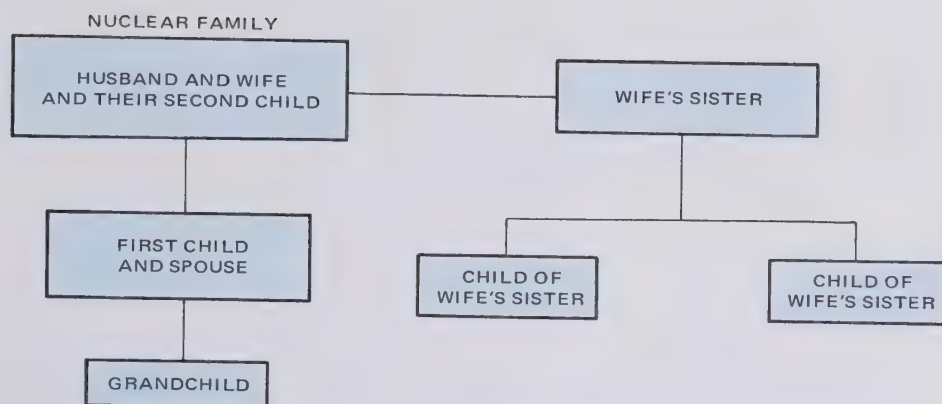 NUCLEAR FAMILY
HUSBAND AND WIFE
AND THEIR SECOND CHILD
WIFE'S SISTER
FIRST CHILD
AND SPOUSE
CHILD OF
WIFE'S SISTER
CHILD OF
WIFE'S SISTER
GRANDCHILD